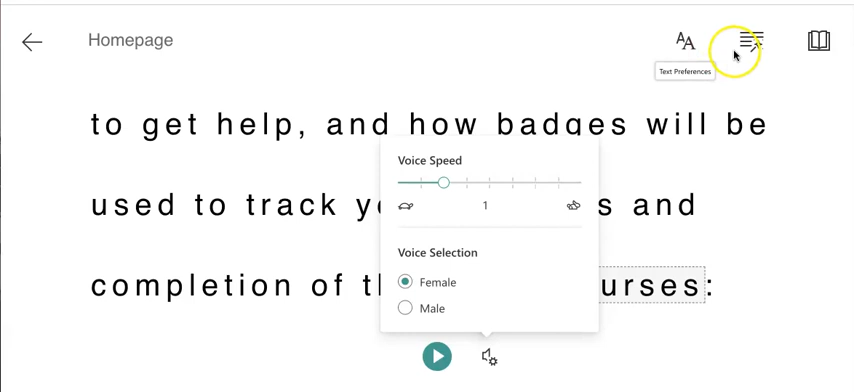 Homepage
Text Preferences
to get help, and how badges will be
used to track s and
completion of urses:
Voice Speed
1
Voice Selection
Female
Male